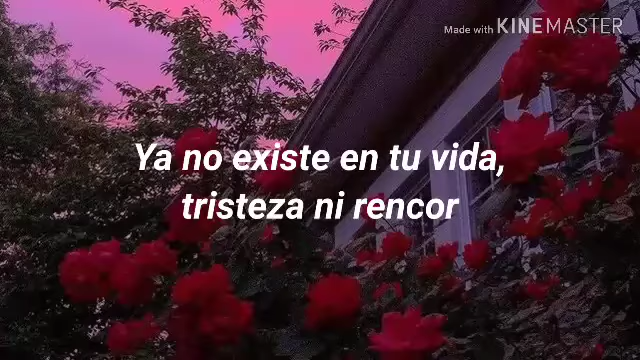 Made with KINEMASTER
Ya no existe en tu vida,
tristeza ni rencor